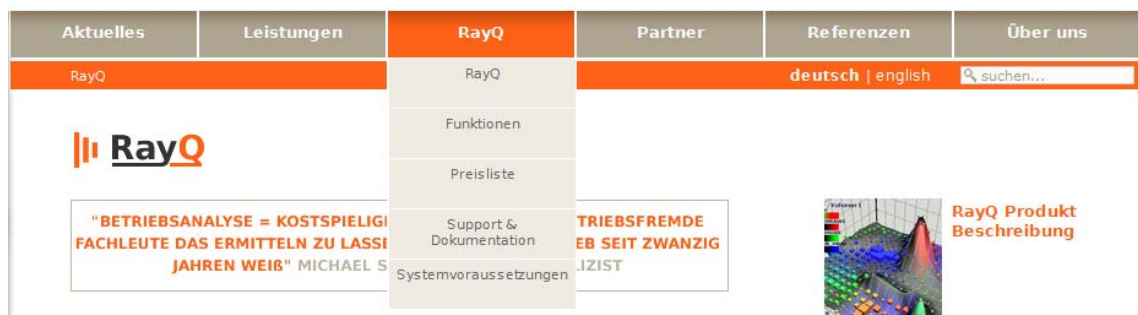 Aktuelles Leistungen RayQ Partner Referenzen Über uns
RayQ deutsch | english suchen...
RayQ
Funktionen
Preisliste
Support &
Dokumentation
Systemvoraussetzungen
RayQ
"BETRIEBSANALYSE = KOSTSPIELIG TRIEBSFREMDE
FACHLEUTE DAS ERMITTELN ZU LASSE EB SEIT ZWANZIG
JAHREN WEIß" MICHAEL S LIZIST
RayQ Produkt
Beschreibung